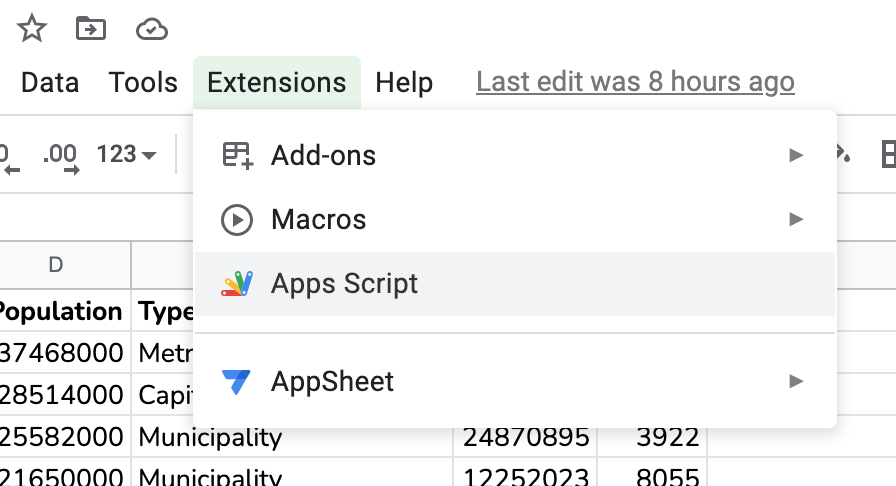 Data Tools Extensions Help Last edit was 8 hours ago
0 .00 123
Add-ons
Macros
Apps Script
AppSheet
D
Population Type
37468000 Metr
28514000 Capi
25582000 Municipality 24870895 3922
21650000 Municipality 12252023 8055